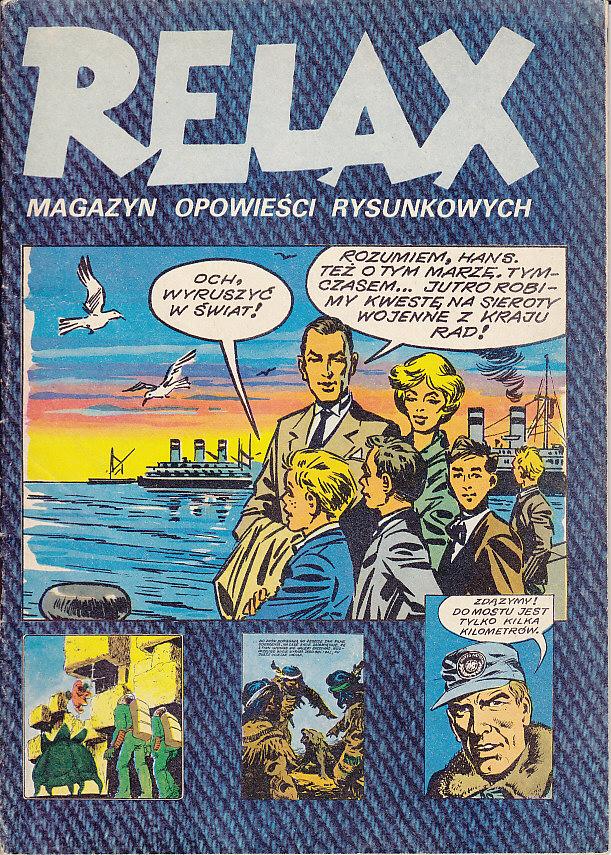 RELAX
MAGAZYN OPOWIEŚCI RYSUNKOWYCH
OCH,
WYRUSZYĆ
W ŚWIAT!
ROZUMIEM, HANS.
TEŻ O TYM MARZĘ. TYM-
CZASEM... JUTRO ROBI-
MY KWESTĘ NA SIEROTY
WOJENNE Z KRAJU
RAD!
ZDĄŻYMY!
DO MOSTU JEST
TYLKO KILKA
KILOMETRÓW.